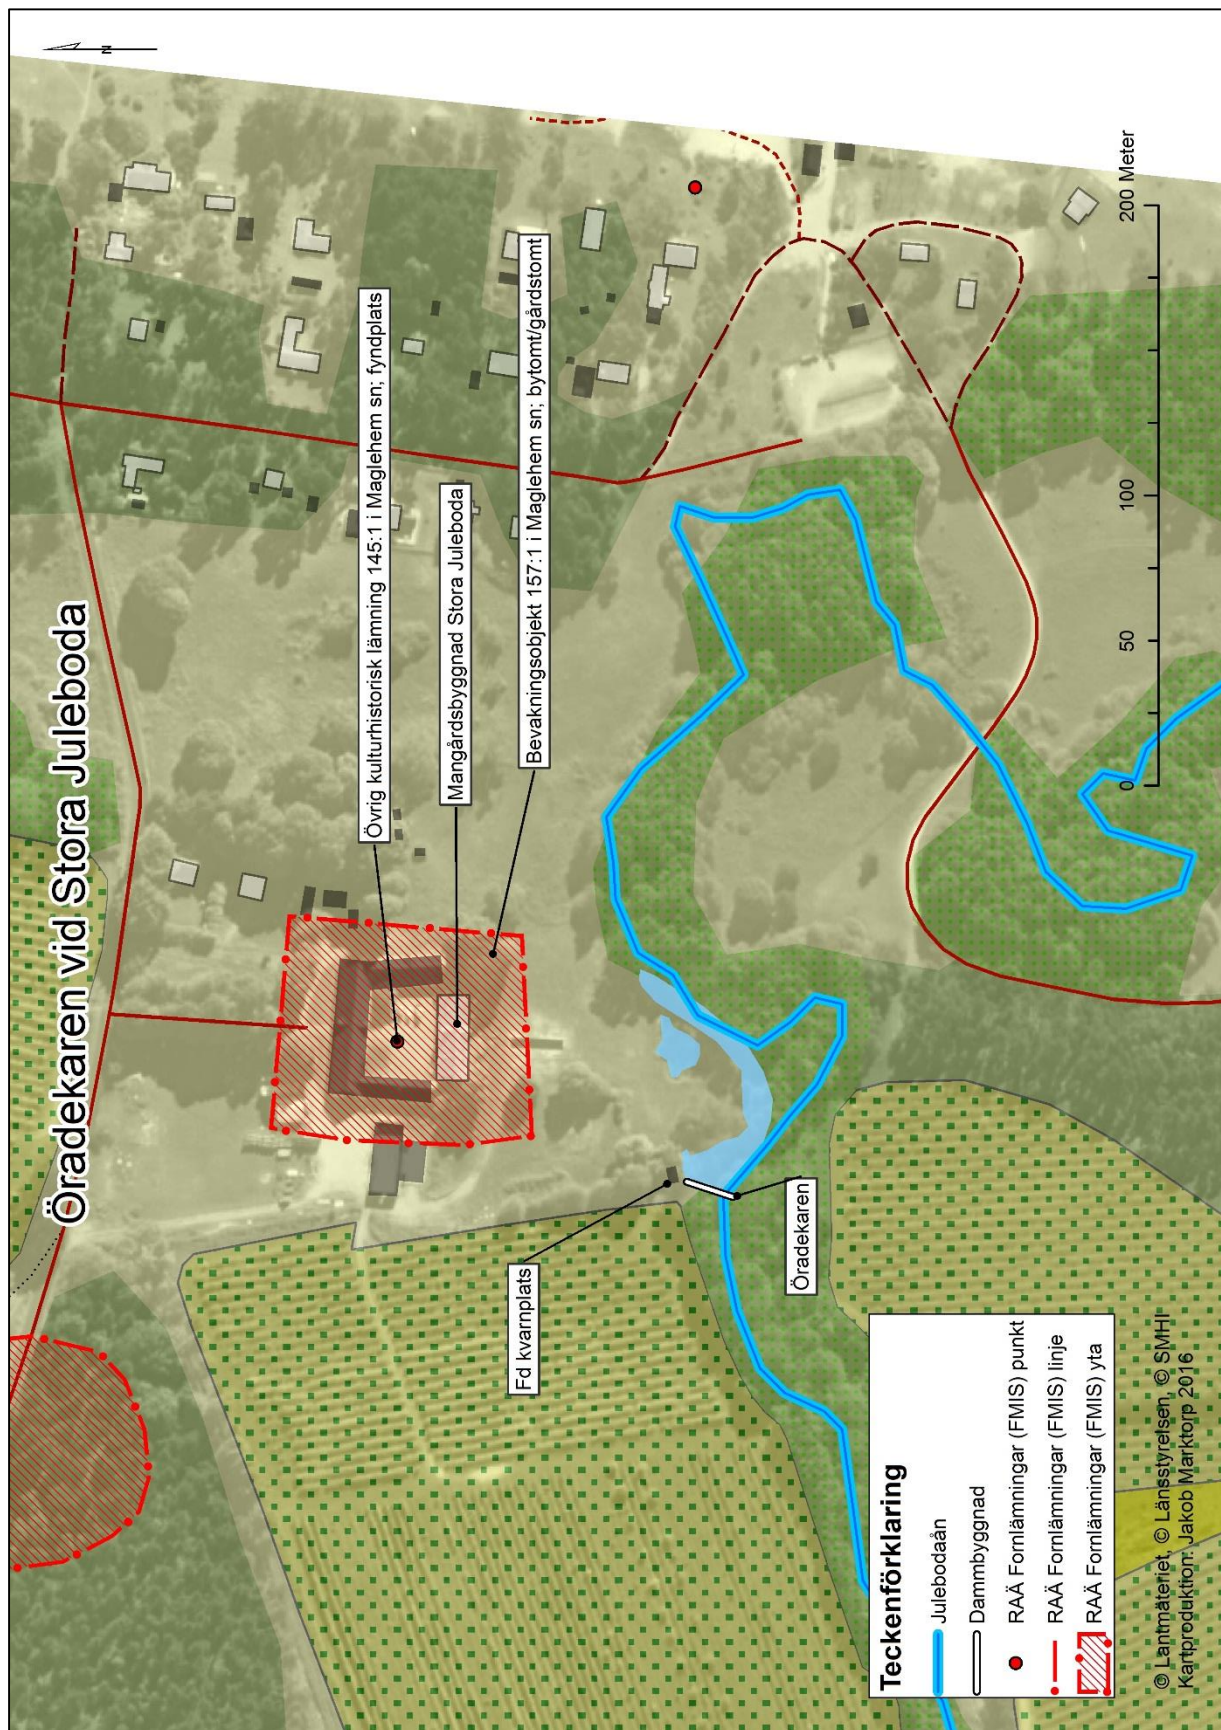 Öradekaren vid Stora Juleboda
N
Övrig kulturhistorisk lämning 145:1 i Maglehem sn; fyndplats
Mangårdsbyggnad Stora Juleboda
Bevakningsobjekt 157:1 i Maglehem sn; bytomt/gårdstomt
Fd kvarnplats
Öradekaren
Teckenförklaring
Julebodaån
Dammbyggnad
RAÄ Fornlämningar (FMIS) punkt
RAÄ Fornlämningar (FMIS) linje
RAÄ Fornlämningar (FMIS) yta
0 50 100 200 Meter
© Lantmäteriet, © Länsstyrelsen, © SMHI
Kartproduktion: Jakob Marktorp 2016